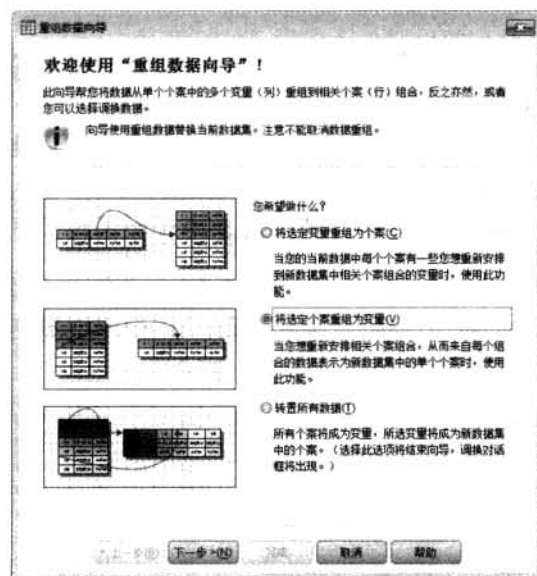 重组数据向导
欢迎使用“重组数据向导”！
此向导帮您将数据从单个个案中的多个变量（列）重组到相关个案（行）组合，反之亦然，或者
您可以选择调换数据。
向导使用重组数据替换当前数据集。注意不能取消数据重组。
您希望做什么？
将选定变量重组为个案(C)
当您的当前数据中每个个案有一些您想重新安排
到新数据集中相关个案组合的变量时，使用此功
能。
将选定个案重组为变量(V)
当您想重新安排相关个案组合，从而来自每个组
合的数据表示为新数据集中的单个个案时，使用
此功能。
转置所有数据(T)
所有个案将成为变量，所选变量将成为新数据集
中的个案。（选择此选项将结束向导，调换对话
框将出现。）
上一步(B) 下一步 >(N) 完成 取消 帮助